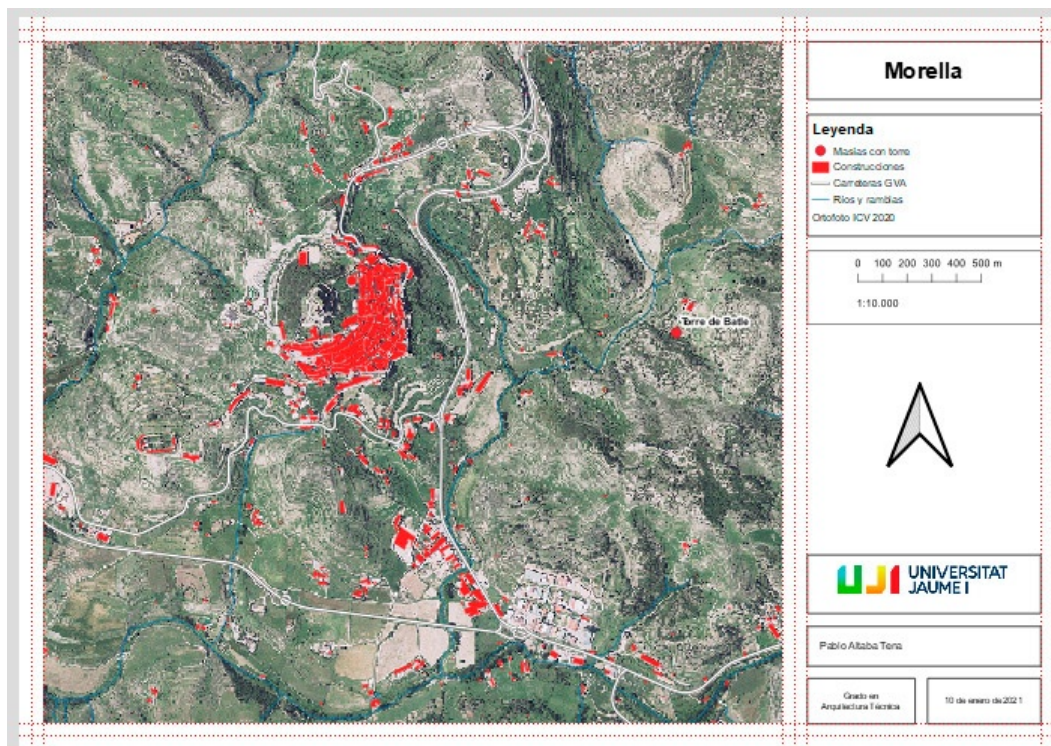 Morella
Leyenda
Masías con torre
Construcciones
Carreteras GVA
Ríos y ramblas
Ortofoto ICV 2020
0 100 200 300 400 500 m
1:10.000
Torre de Batle
UJI UNIVERSITAT
JAUME I
Pablo Altaba Tena
Grado en
Arquitectura Técnica
10 de enero de 2021